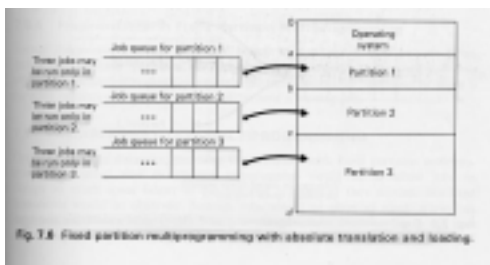 Job queue for partition 1
These jobs may
be run only in
partition 1.
...
Job queue for partition 2
These jobs may
be run only in
partition 2.
...
Job queue for partition 3
These jobs may
be run only in
partition 3.
...
0
Operating
system
a
Partition 1
b
Partition 2
c
Partition 3
d
Fig. 7.6 Fixed partition multiprogramming with absolute translation and loading.